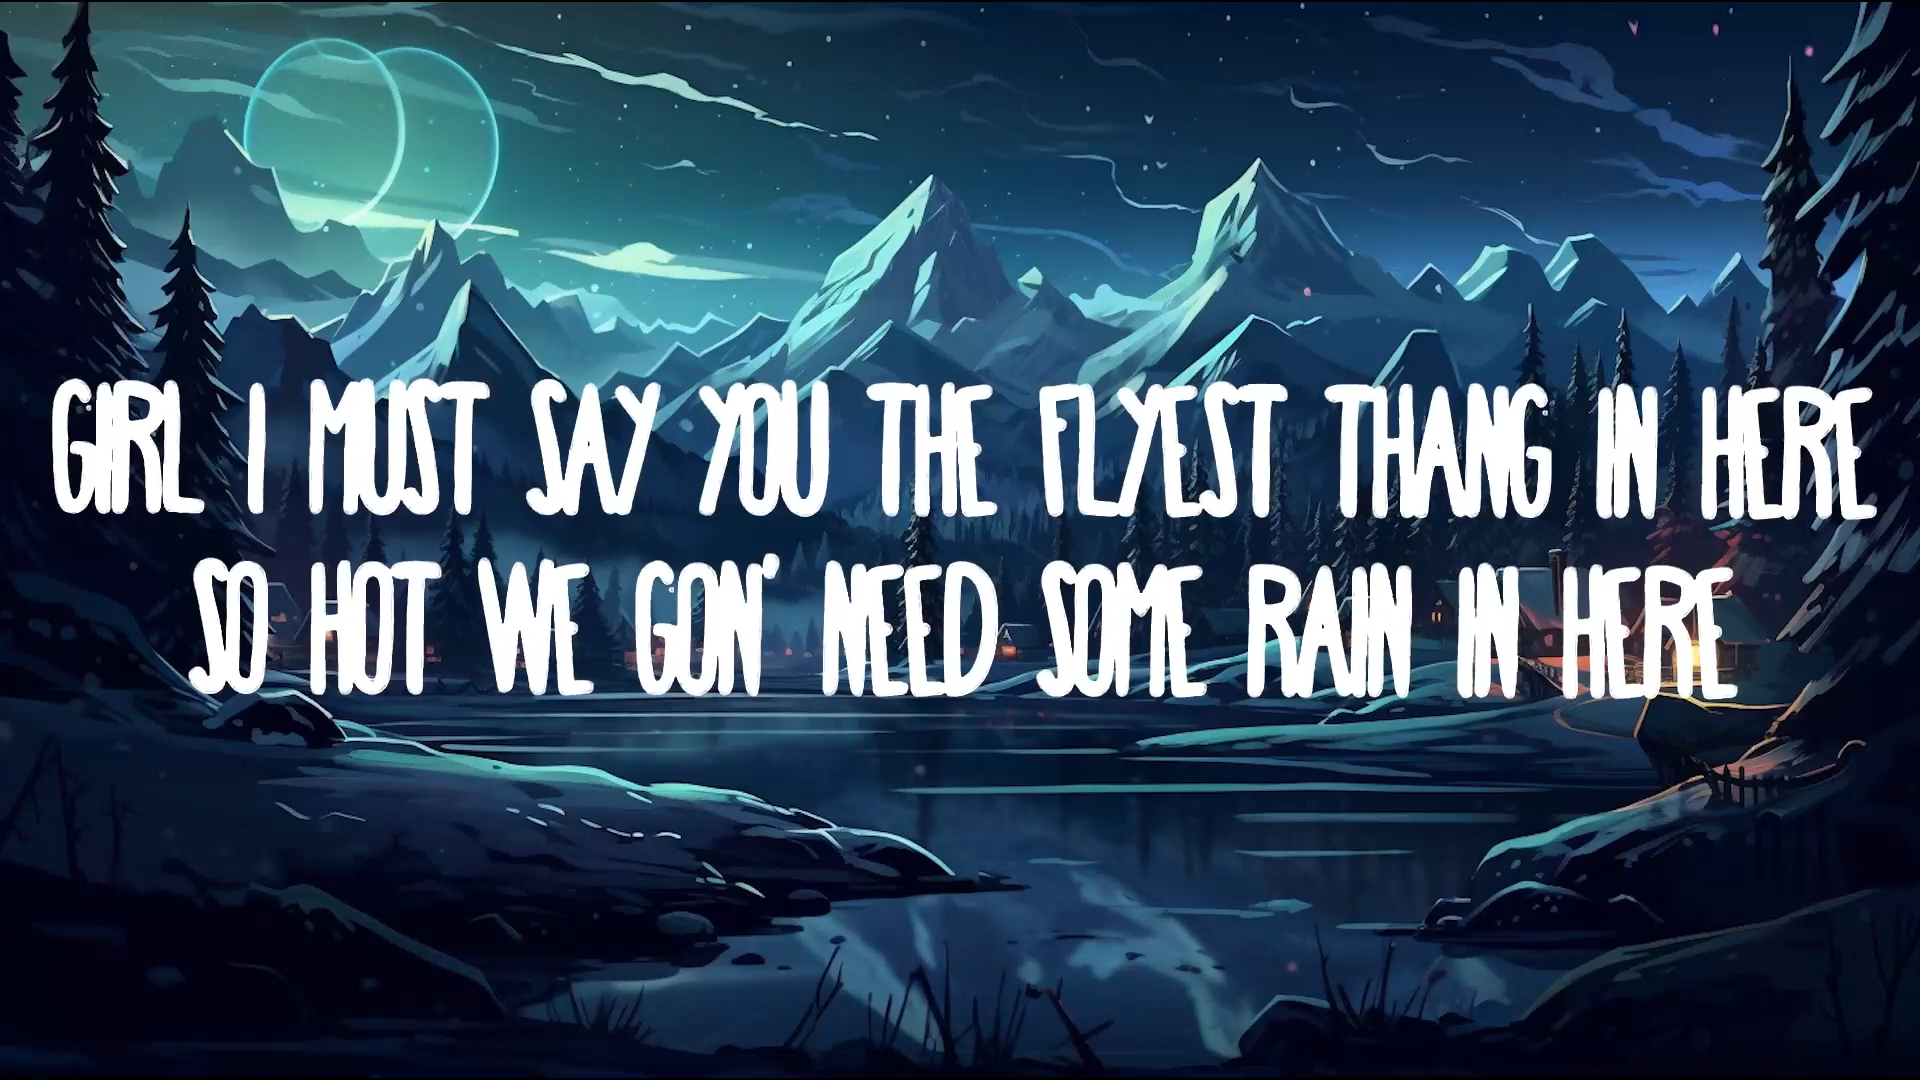 GIRL I MUST SAY YOU THE FLYEST THANG IN HERE
SO HOT WE GON' NEED SOME RAIN IN HERE